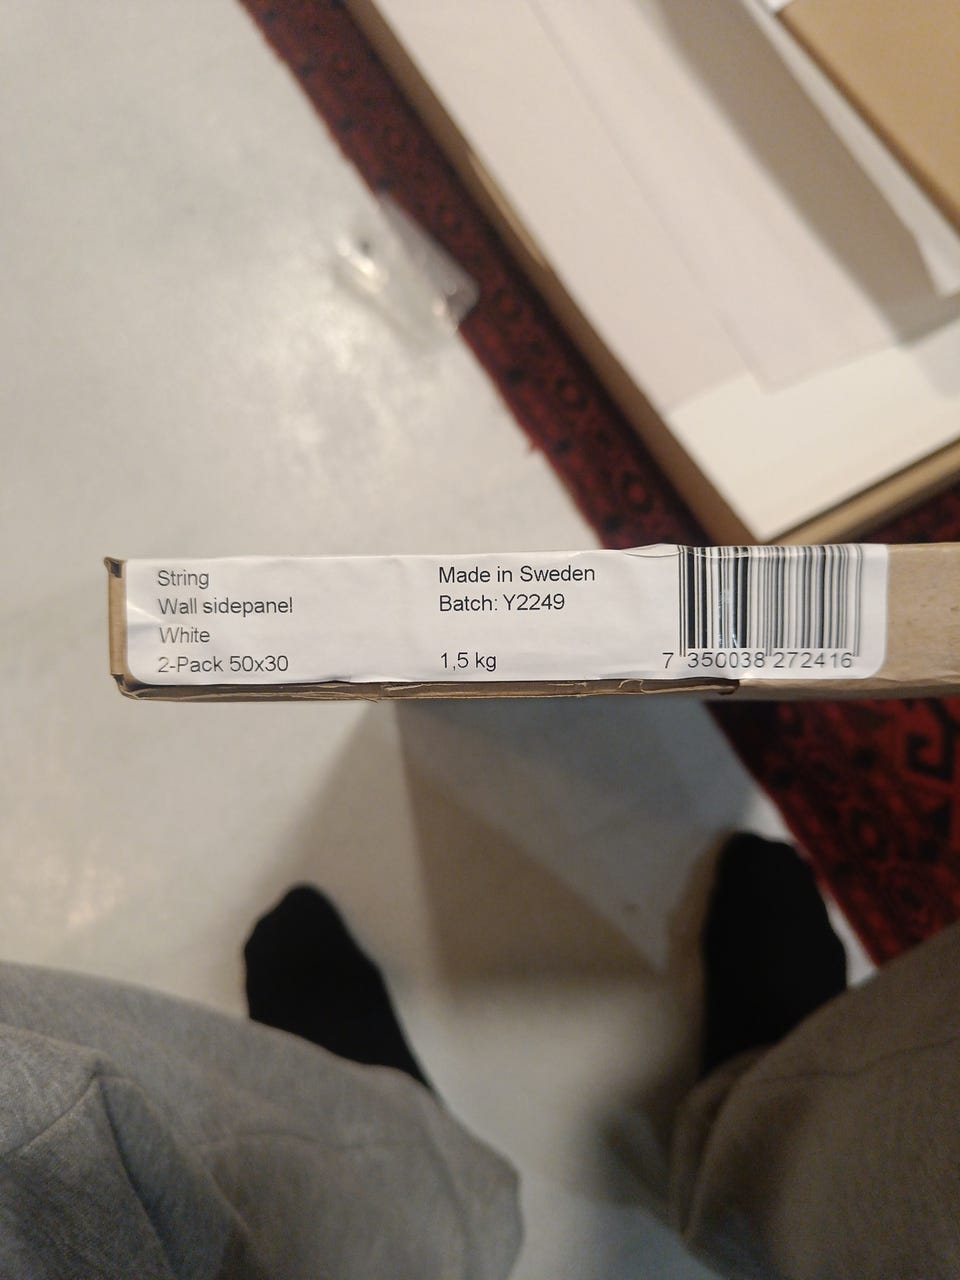 String
Wall sidepanel
White
2-Pack 50x30
Made in Sweden
Batch: Y2249
1,5 kg
7 350038 272416